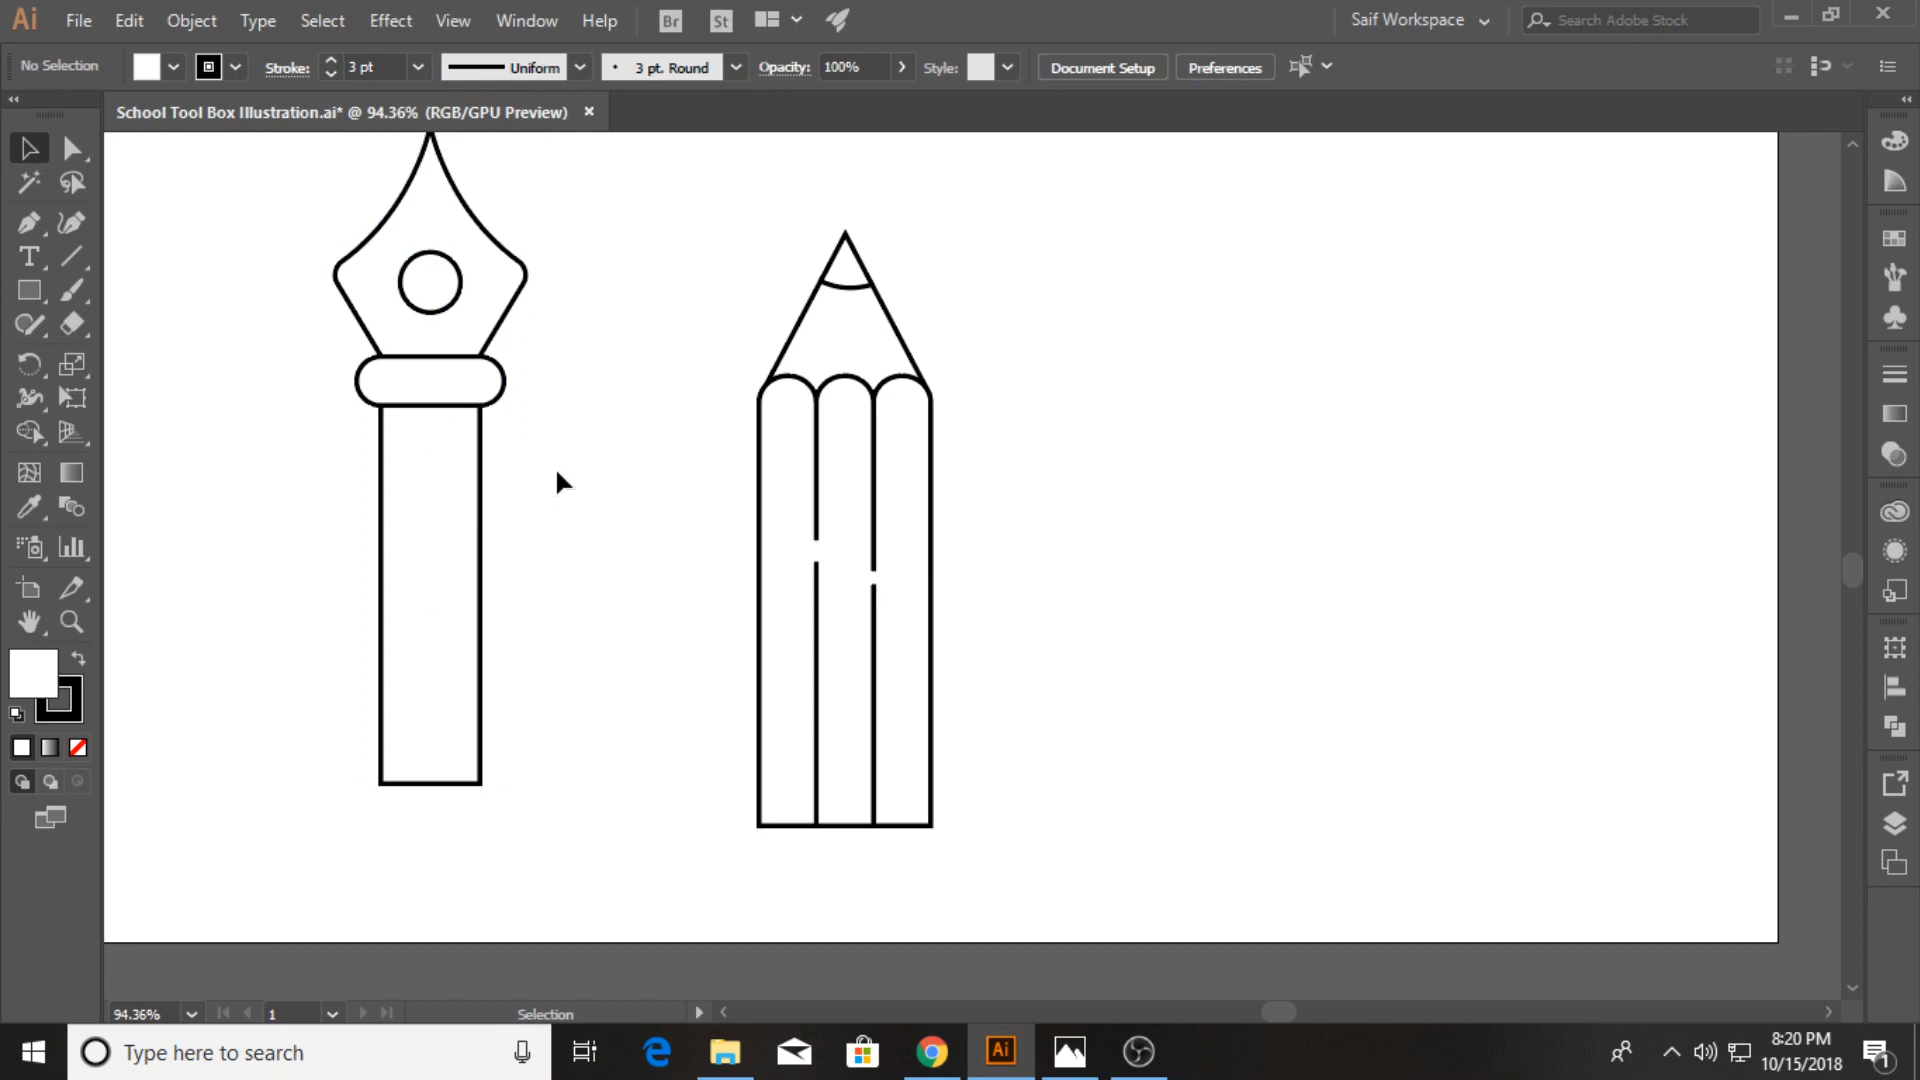 Ai File Edit Object Type Select Effect View Window Help Br St Saif Workspace Search Adobe Stock
No Selection Stroke: 3 pt Uniform 3 pt. Round Opacity: 100% Style: Document Setup Preferences
School Tool Box Illustration.ai* @ 94.36% (RGB/GPU Preview)
T
94.36% 1 Selection
Type here to search Ai 8:20 PM
10/15/2018
1